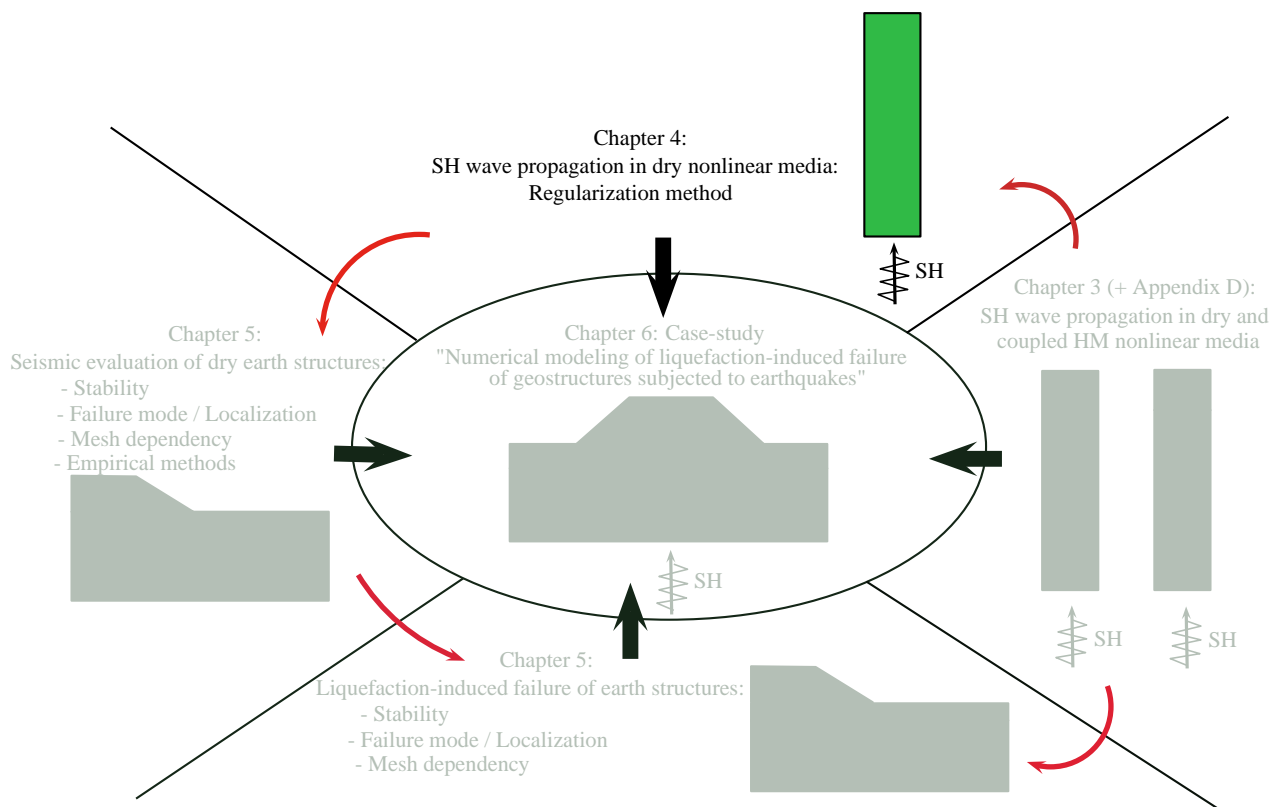 Chapter 4:
SH wave propagation in dry nonlinear media:
Regularization method
SH
Chapter 3 (+ Appendix D):
SH wave propagation in dry and
coupled HM nonlinear media
SH
SH
Chapter 5:
Seismic evaluation of dry earth structures:
- Stability
- Failure mode / Localization
- Mesh dependency
- Empirical methods
Chapter 6: Case-study
"Numerical modeling of liquefaction-induced failure
of geostructures subjected to earthquakes"
SH
Chapter 5:
Liquefaction-induced failure of earth structures:
- Stability
- Failure mode / Localization
- Mesh dependency